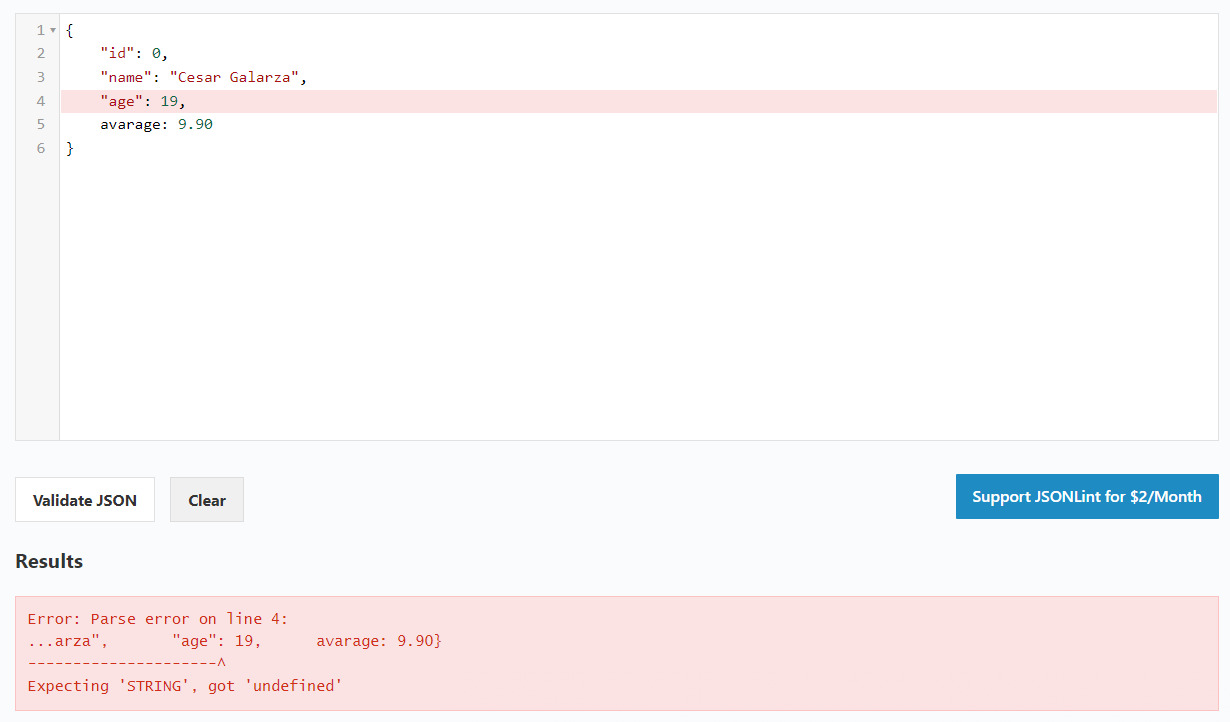 1 {
2     "id": 0,
3     "name": "Cesar Galarza",
4     "age": 19,
5     avarage: 9.90
6 }
Validate JSON
Clear
Support JSONLint for $2/Month
Results
Error: Parse error on line 4:
...arza",	"age": 19,	avarage: 9.90}
---------------------^
Expecting 'STRING', got 'undefined'